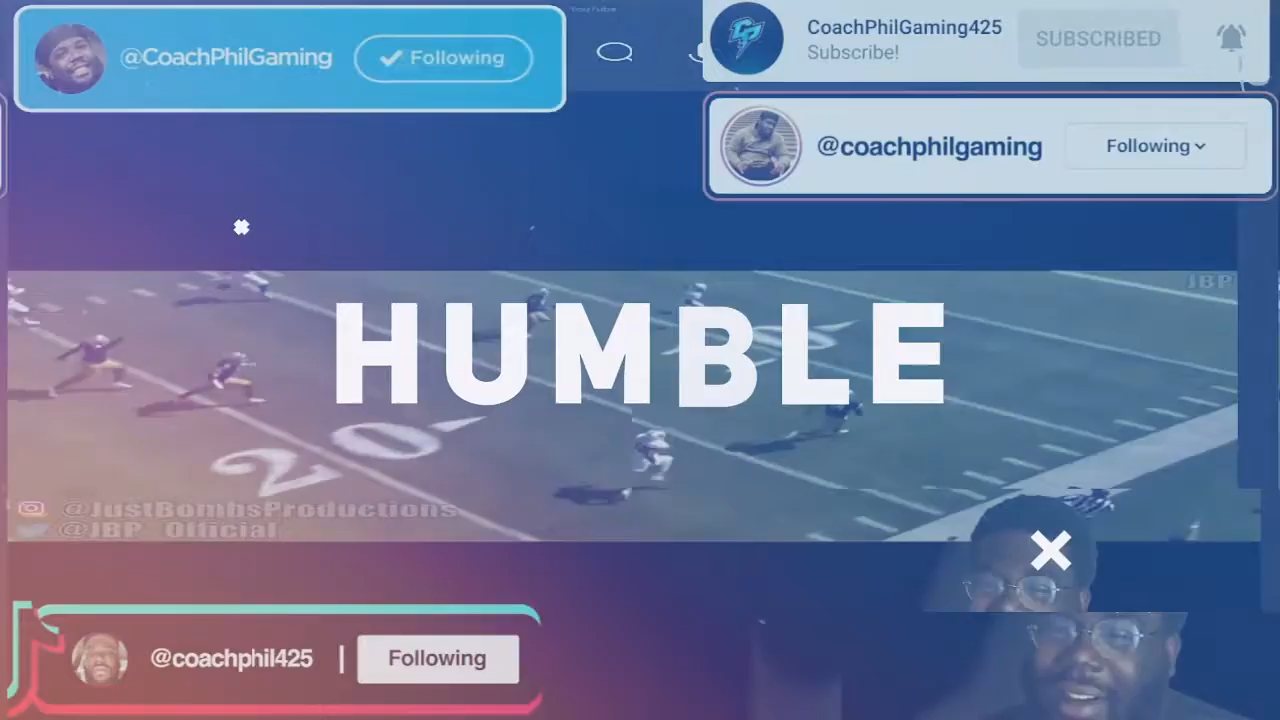 @CoachPhilGaming
Following
CoachPhilGaming425
Subscribe!
SUBSCRIBED
@coachphilgaming
Following
JBP
HUMBLE
20
@JustBombsProductions
@JBP_Official
@coachphil425
Following